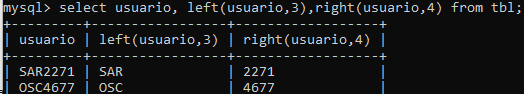 mysql> select usuario, left(usuario,3),right(usuario,4) from tbl;
+---------+-----------------+------------------+
| usuario | left(usuario,3) | right(usuario,4) |
+---------+-----------------+------------------+
| SAR2271 | SAR | 2271 |
| OSC4677 | OSC | 4677 |